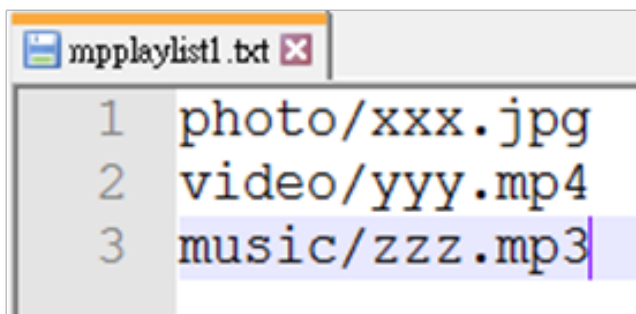 mpplaylist1.txt
1 photo/xxx.jpg
2 video/yyy.mp4
3 music/zzz.mp3